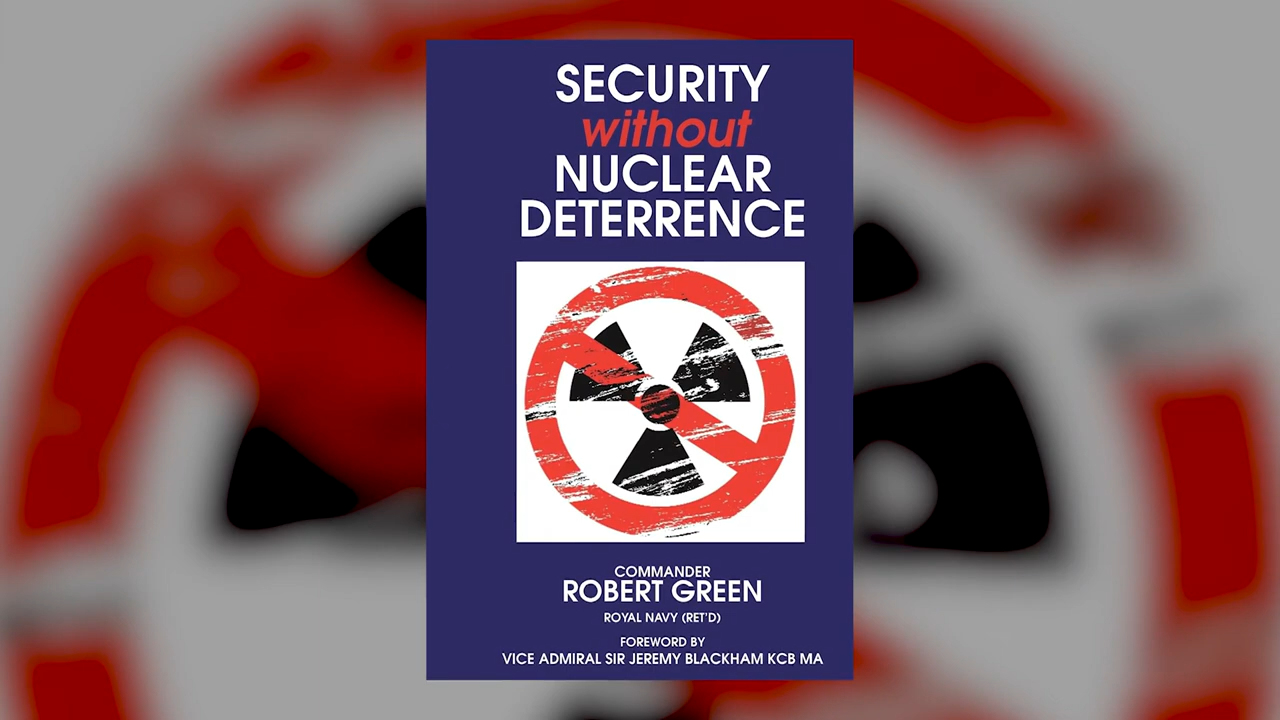 SECURITY
without
NUCLEAR
DETERRENCE
COMMANDER
ROBERT GREEN
ROYAL NAVY (RET'D)
FOREWORD BY
VICE ADMIRAL SIR JEREMY BLACKHAM KCB MA